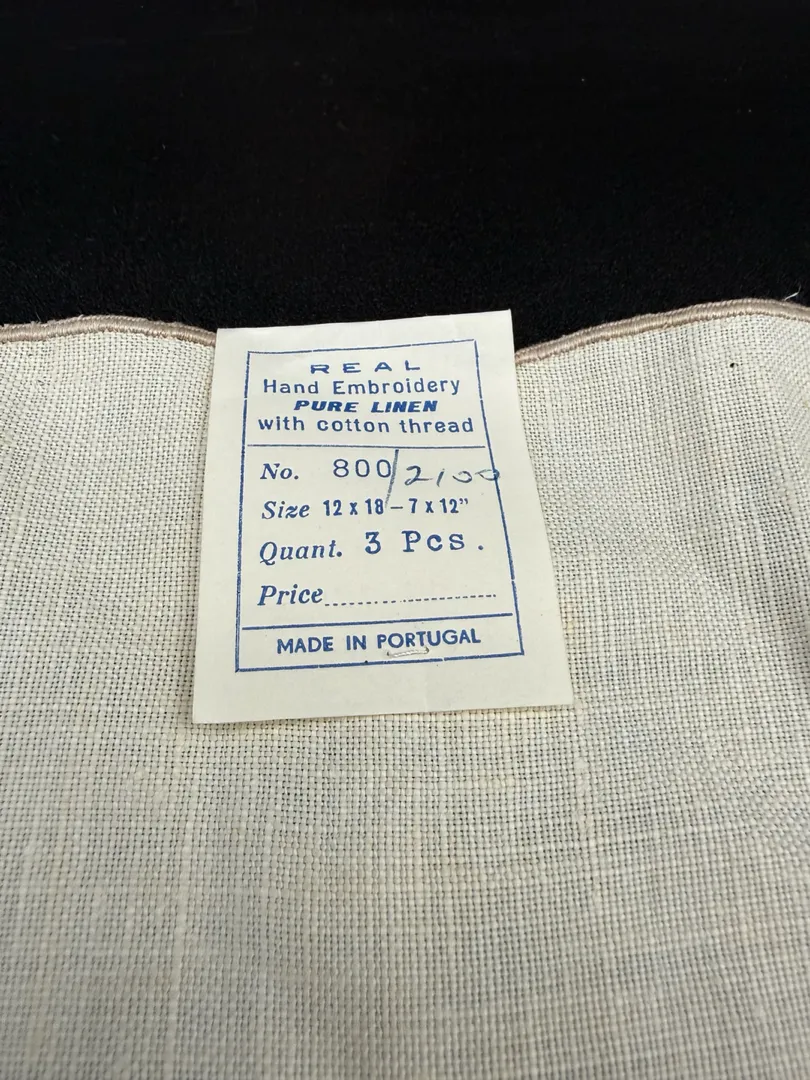 REAL
Hand Embroidery
PURE LINEN
with cotton thread
No. 800/2100
Size 12 x 18 – 7 x 12"
Quant. 3 Pcs.
Price
MADE IN PORTUGAL